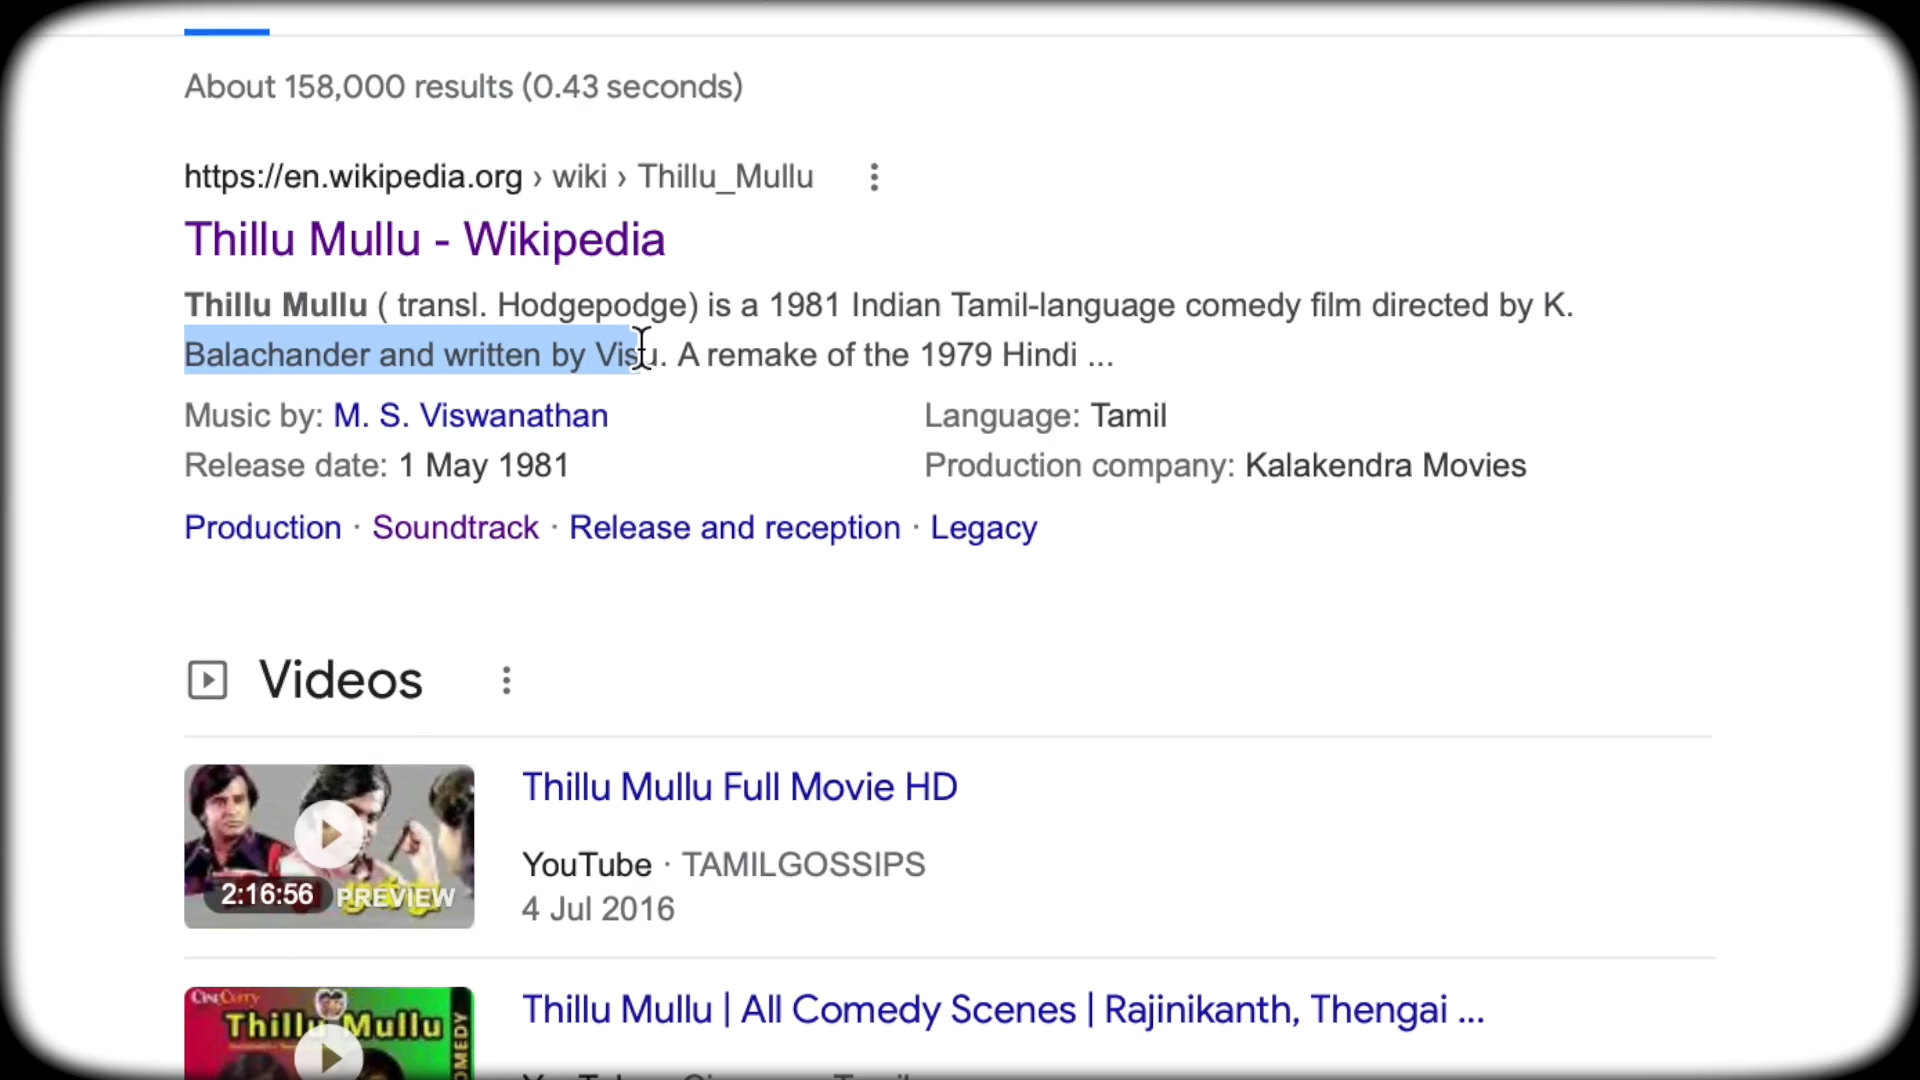 About 158,000 results (0.43 seconds)
https://en.wikipedia.org › wiki › Thillu_Mullu
Thillu Mullu - Wikipedia
Thillu Mullu ( transl. Hodgepodge) is a 1981 Indian Tamil-language comedy film directed by K.
Balachander and written by Visu. A remake of the 1979 Hindi ...
Music by: M. S. Viswanathan
Language: Tamil
Release date: 1 May 1981
Production company: Kalakendra Movies
Production · Soundtrack · Release and reception · Legacy
Videos
Thillu Mullu Full Movie HD
2:16:56 PREVIEW
YouTube · TAMILGOSSIPS
4 Jul 2016
Thillu Mullu | All Comedy Scenes | Rajinikanth, Thengai ...
Thillu Mullu